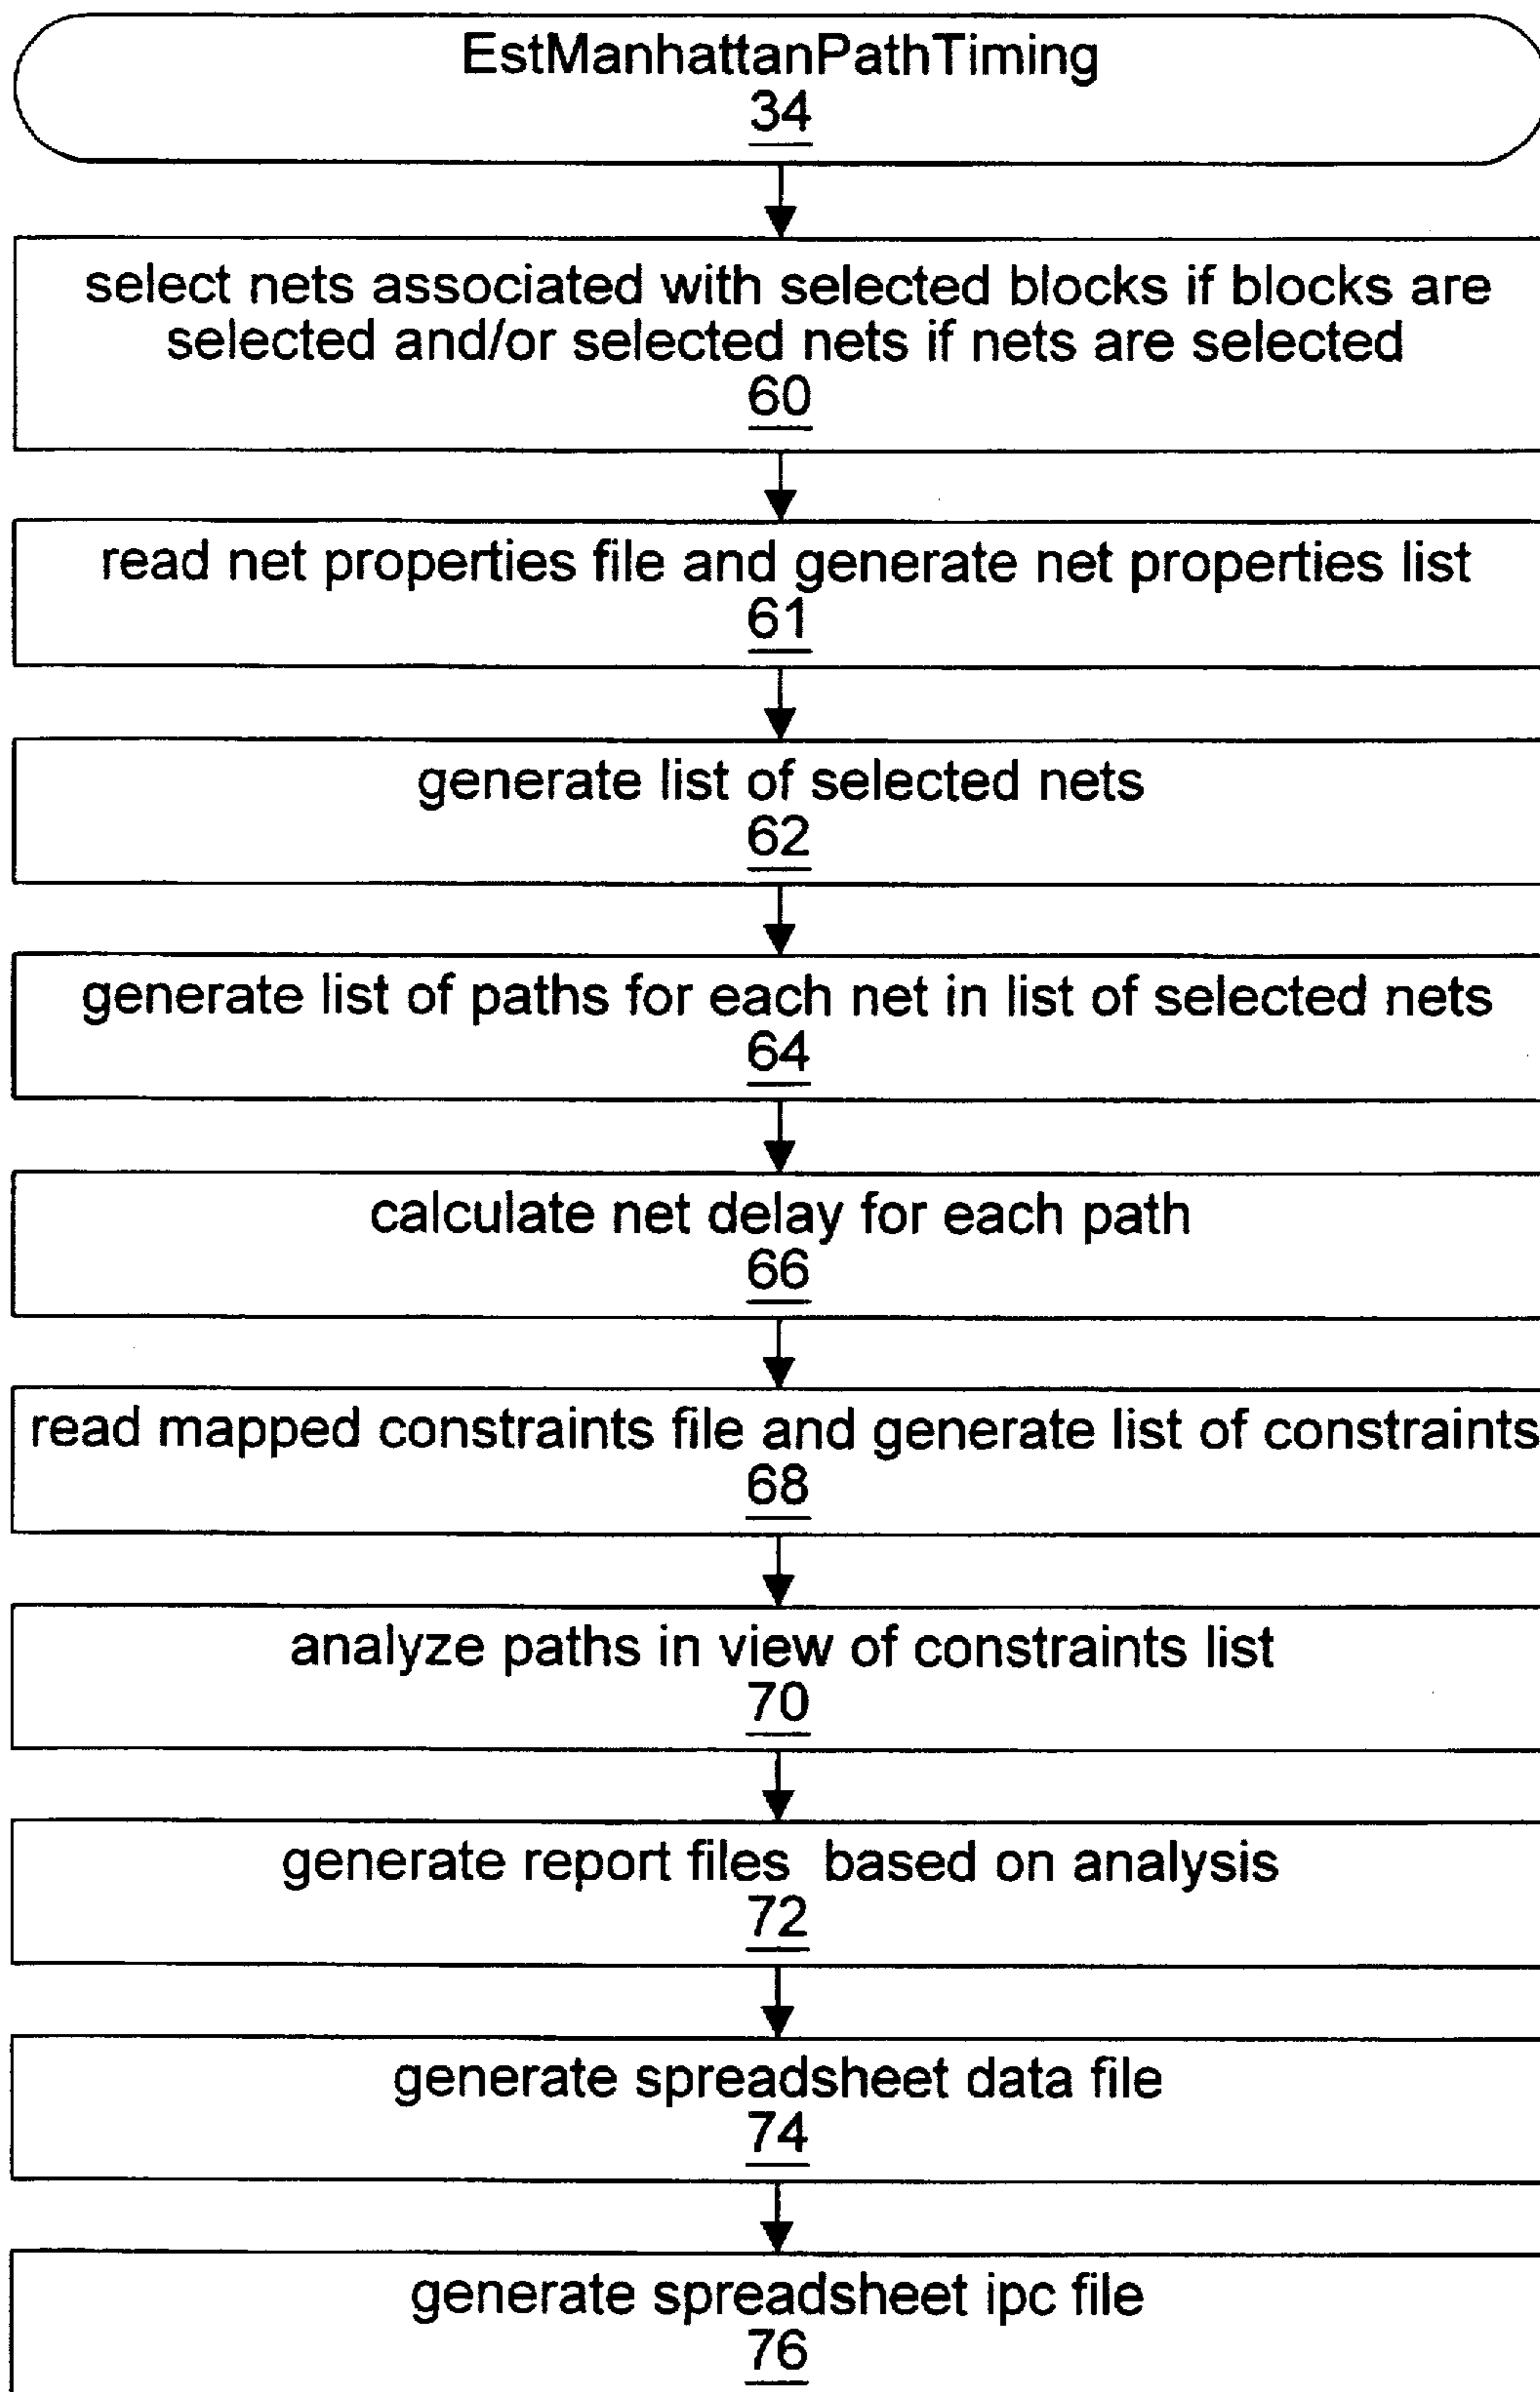 EstManhattanPathTiming
34
select nets associated with selected blocks if blocks are
selected and/or selected nets if nets are selected
60
read net properties file and generate net properties list
61
generate list of selected nets
62
generate list of paths for each net in list of selected nets
64
calculate net delay for each path
66
read mapped constraints file and generate list of constraints
68
analyze paths in view of constraints list
70
generate report files  based on analysis
72
generate spreadsheet data file
74
generate spreadsheet ipc file
76